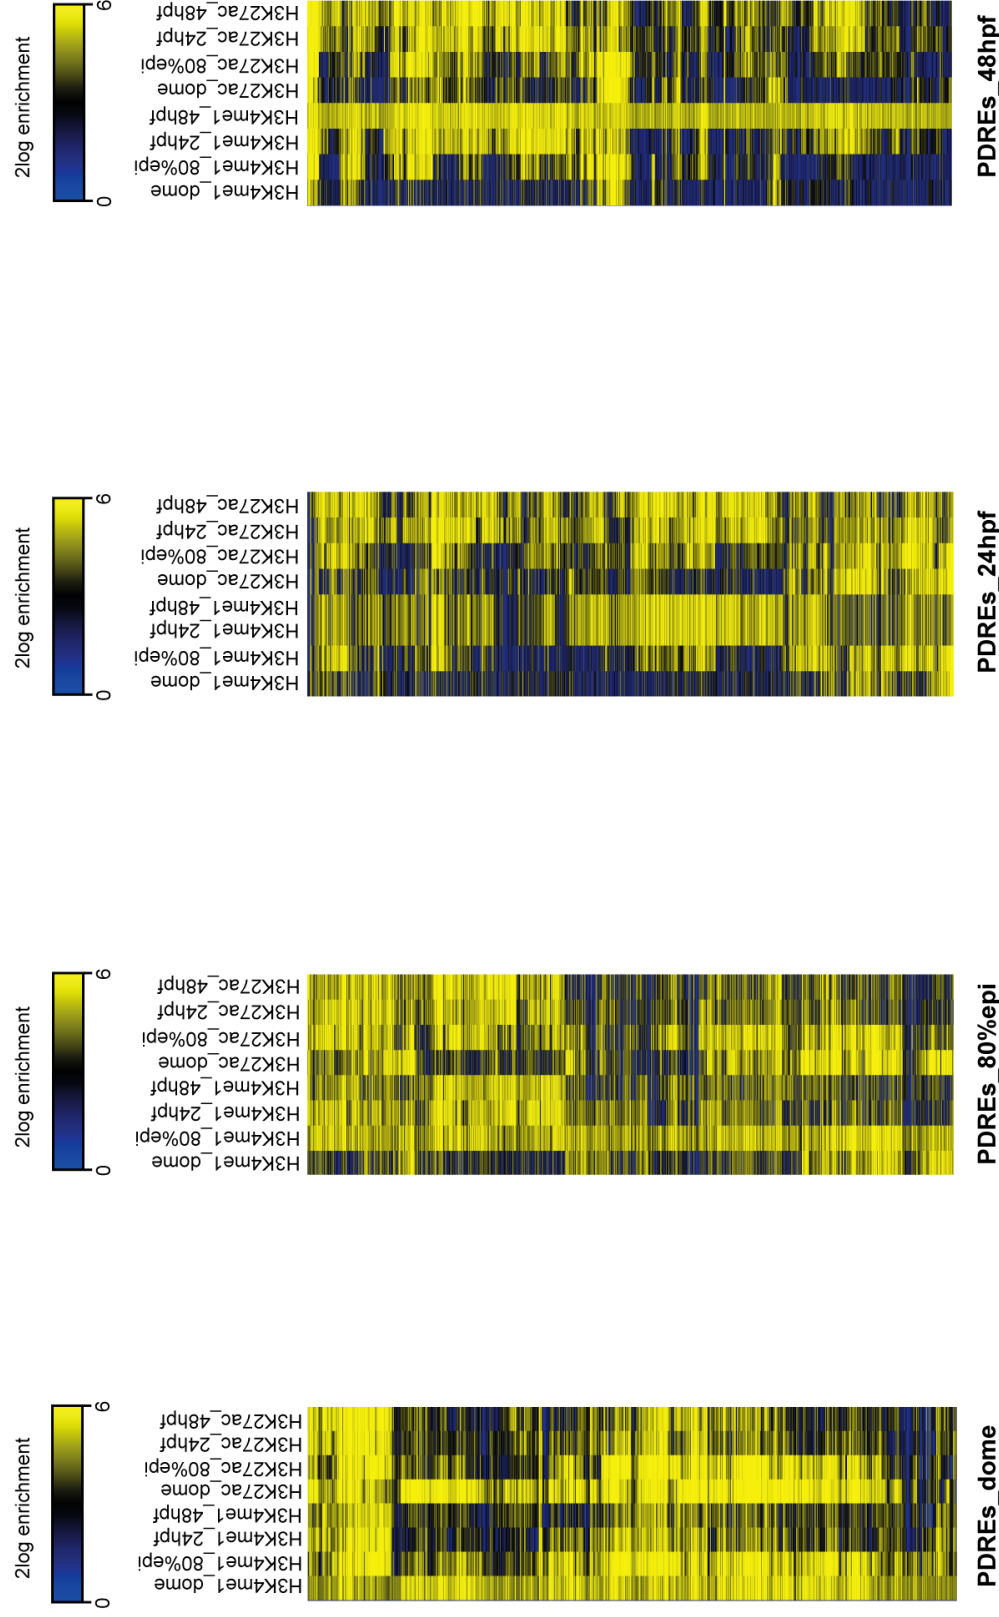 2log enrichment
0
6
H3K4me1_dome
H3K4me1_80%epi
H3K4me1_24hpf
H3K4me1_48hpf
H3K27ac_dome
H3K27ac_80%epi
H3K27ac_24hpf
H3K27ac_48hpf
PDREs_dome
2log enrichment
0
6
H3K4me1_dome
H3K4me1_80%epi
H3K4me1_24hpf
H3K4me1_48hpf
H3K27ac_dome
H3K27ac_80%epi
H3K27ac_24hpf
H3K27ac_48hpf
PDREs_80%epi
2log enrichment
0
6
H3K4me1_dome
H3K4me1_80%epi
H3K4me1_24hpf
H3K4me1_48hpf
H3K27ac_dome
H3K27ac_80%epi
H3K27ac_24hpf
H3K27ac_48hpf
PDREs_24hpf
2log enrichment
0
6
H3K4me1_dome
H3K4me1_80%epi
H3K4me1_24hpf
H3K4me1_48hpf
H3K27ac_dome
H3K27ac_80%epi
H3K27ac_24hpf
H3K27ac_48hpf
PDREs_48hpf